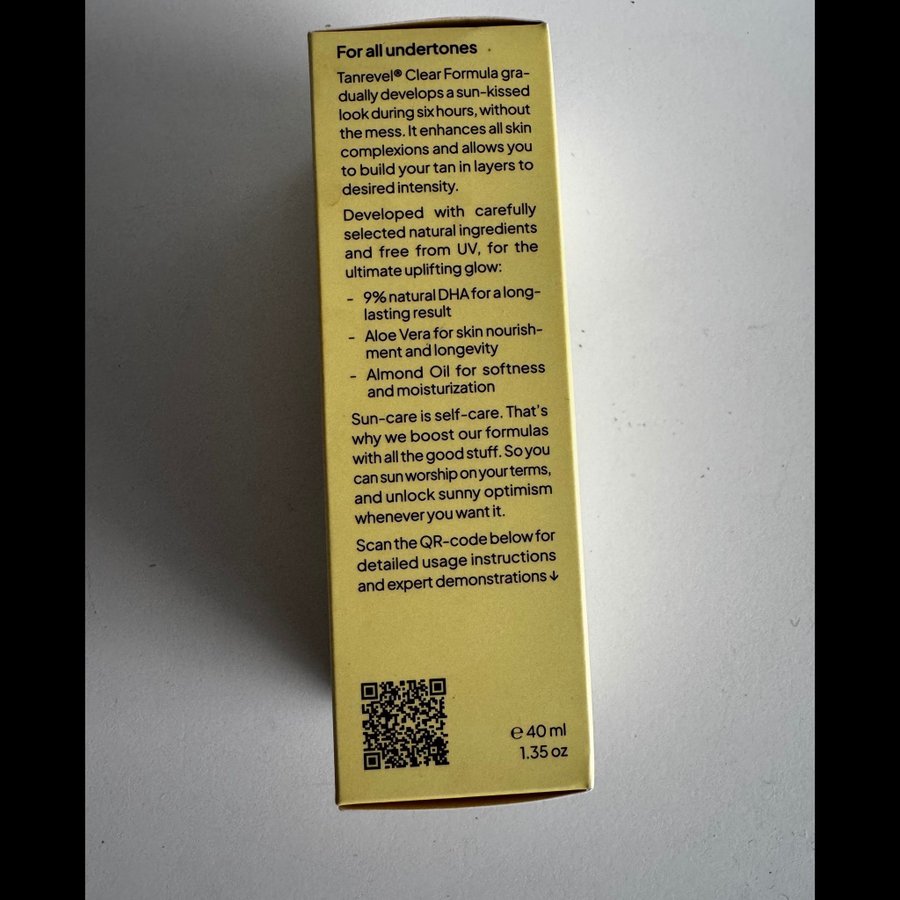 For all undertones
Tanrevel® Clear Formula gra-
dually develops a sun-kissed
look during six hours, without
the mess. It enhances all skin
complexions and allows you
to build your tan in layers to
desired intensity.
Developed with carefully
selected natural ingredients
and free from UV, for the
ultimate uplifting glow:
- 9% natural DHA for a long-
lasting result
- Aloe Vera for skin nourish-
ment and longevity
- Almond Oil for softness
and moisturization
Sun-care is self-care. That's
why we boost our formulas
with all the good stuff. So you
can sun worship on your terms,
and unlock sunny optimism
whenever you want it.
Scan the QR-code below for
detailed usage instructions
and expert demonstrations ↓
℮ 40 ml
1.35 oz